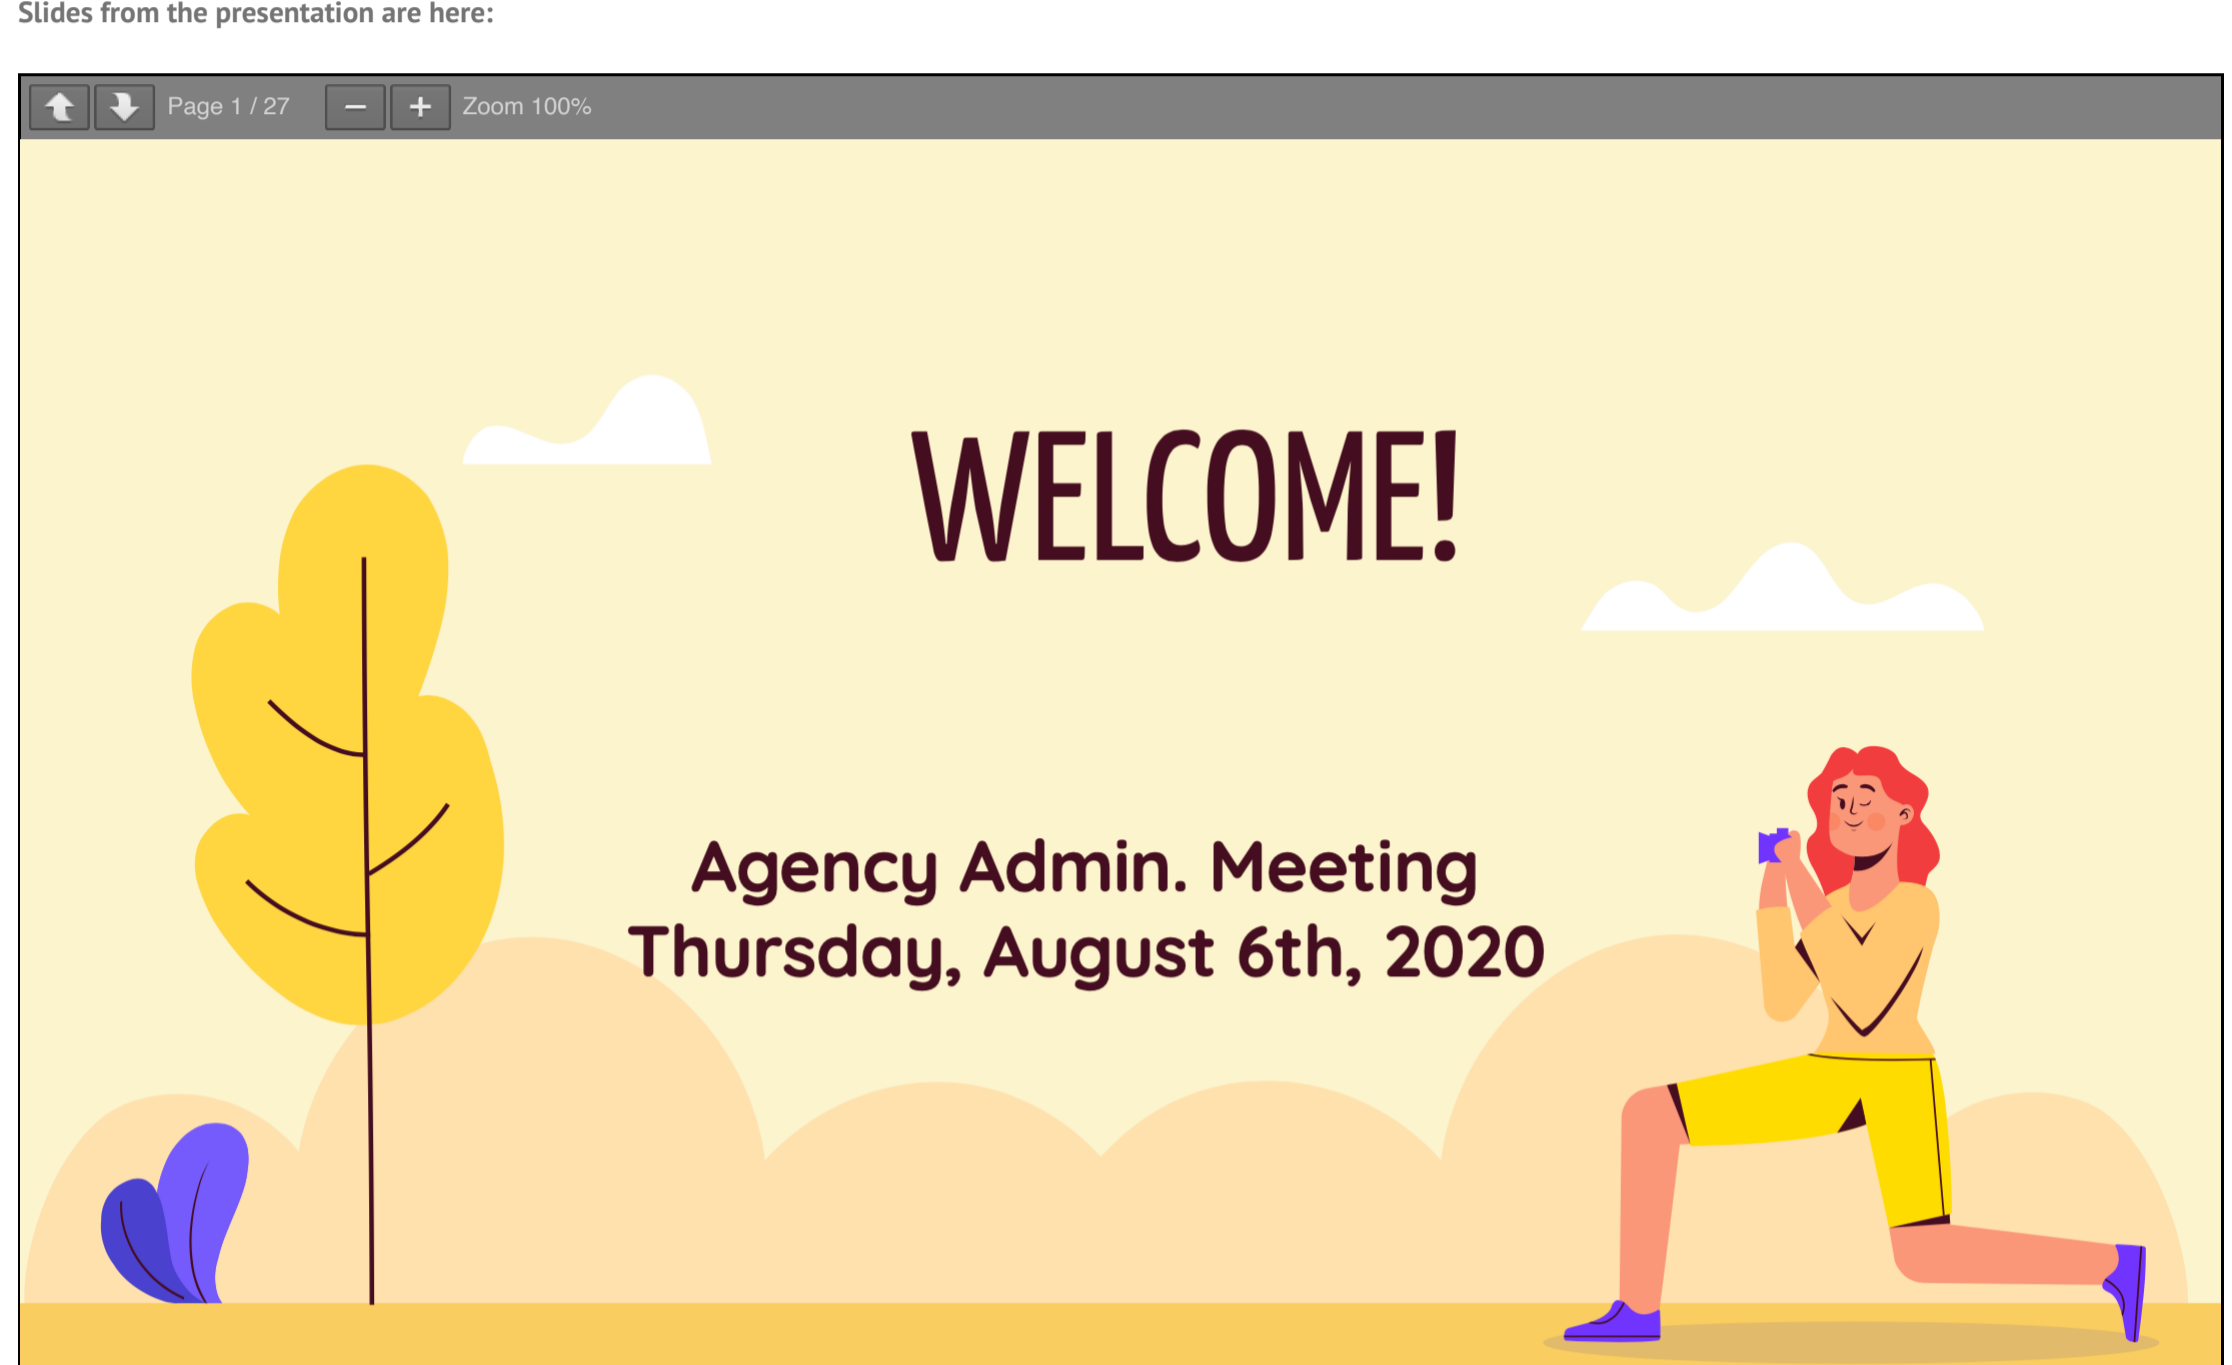 Slides from the presentation are here:
Page 1 / 27
Zoom 100%
WELCOME!
Agency Admin. Meeting
Thursday, August 6th, 2020